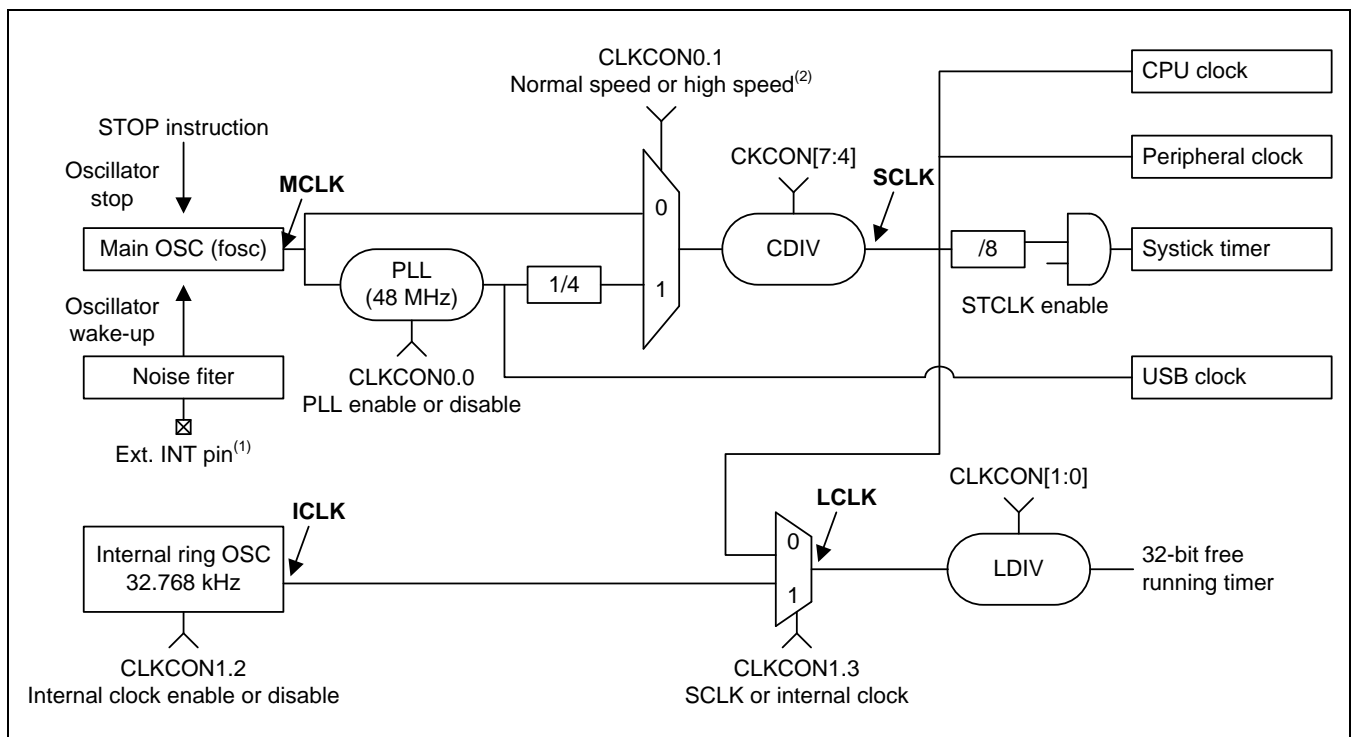 CLKCON0.1
Normal speed or high speed(2)
CPU clock
STOP instruction
Peripheral clock
CKCON[7:4]
Oscillator
stop
MCLK
SCLK
0
Main OSC (fosc)
CDIV
/8
Systick timer
PLL
(48 MHz)
1/4
1
STCLK enable
Oscillator
wake-up
Noise fiter
CLKCON0.0
PLL enable or disable
USB clock
Ext. INT pin(1)
CLKCON[1:0]
ICLK
LCLK
Internal ring OSC
32.768 kHz
0
1
LDIV
32-bit free
running timer
CLKCON1.2
Internal clock enable or disable
CLKCON1.3
SCLK or internal clock